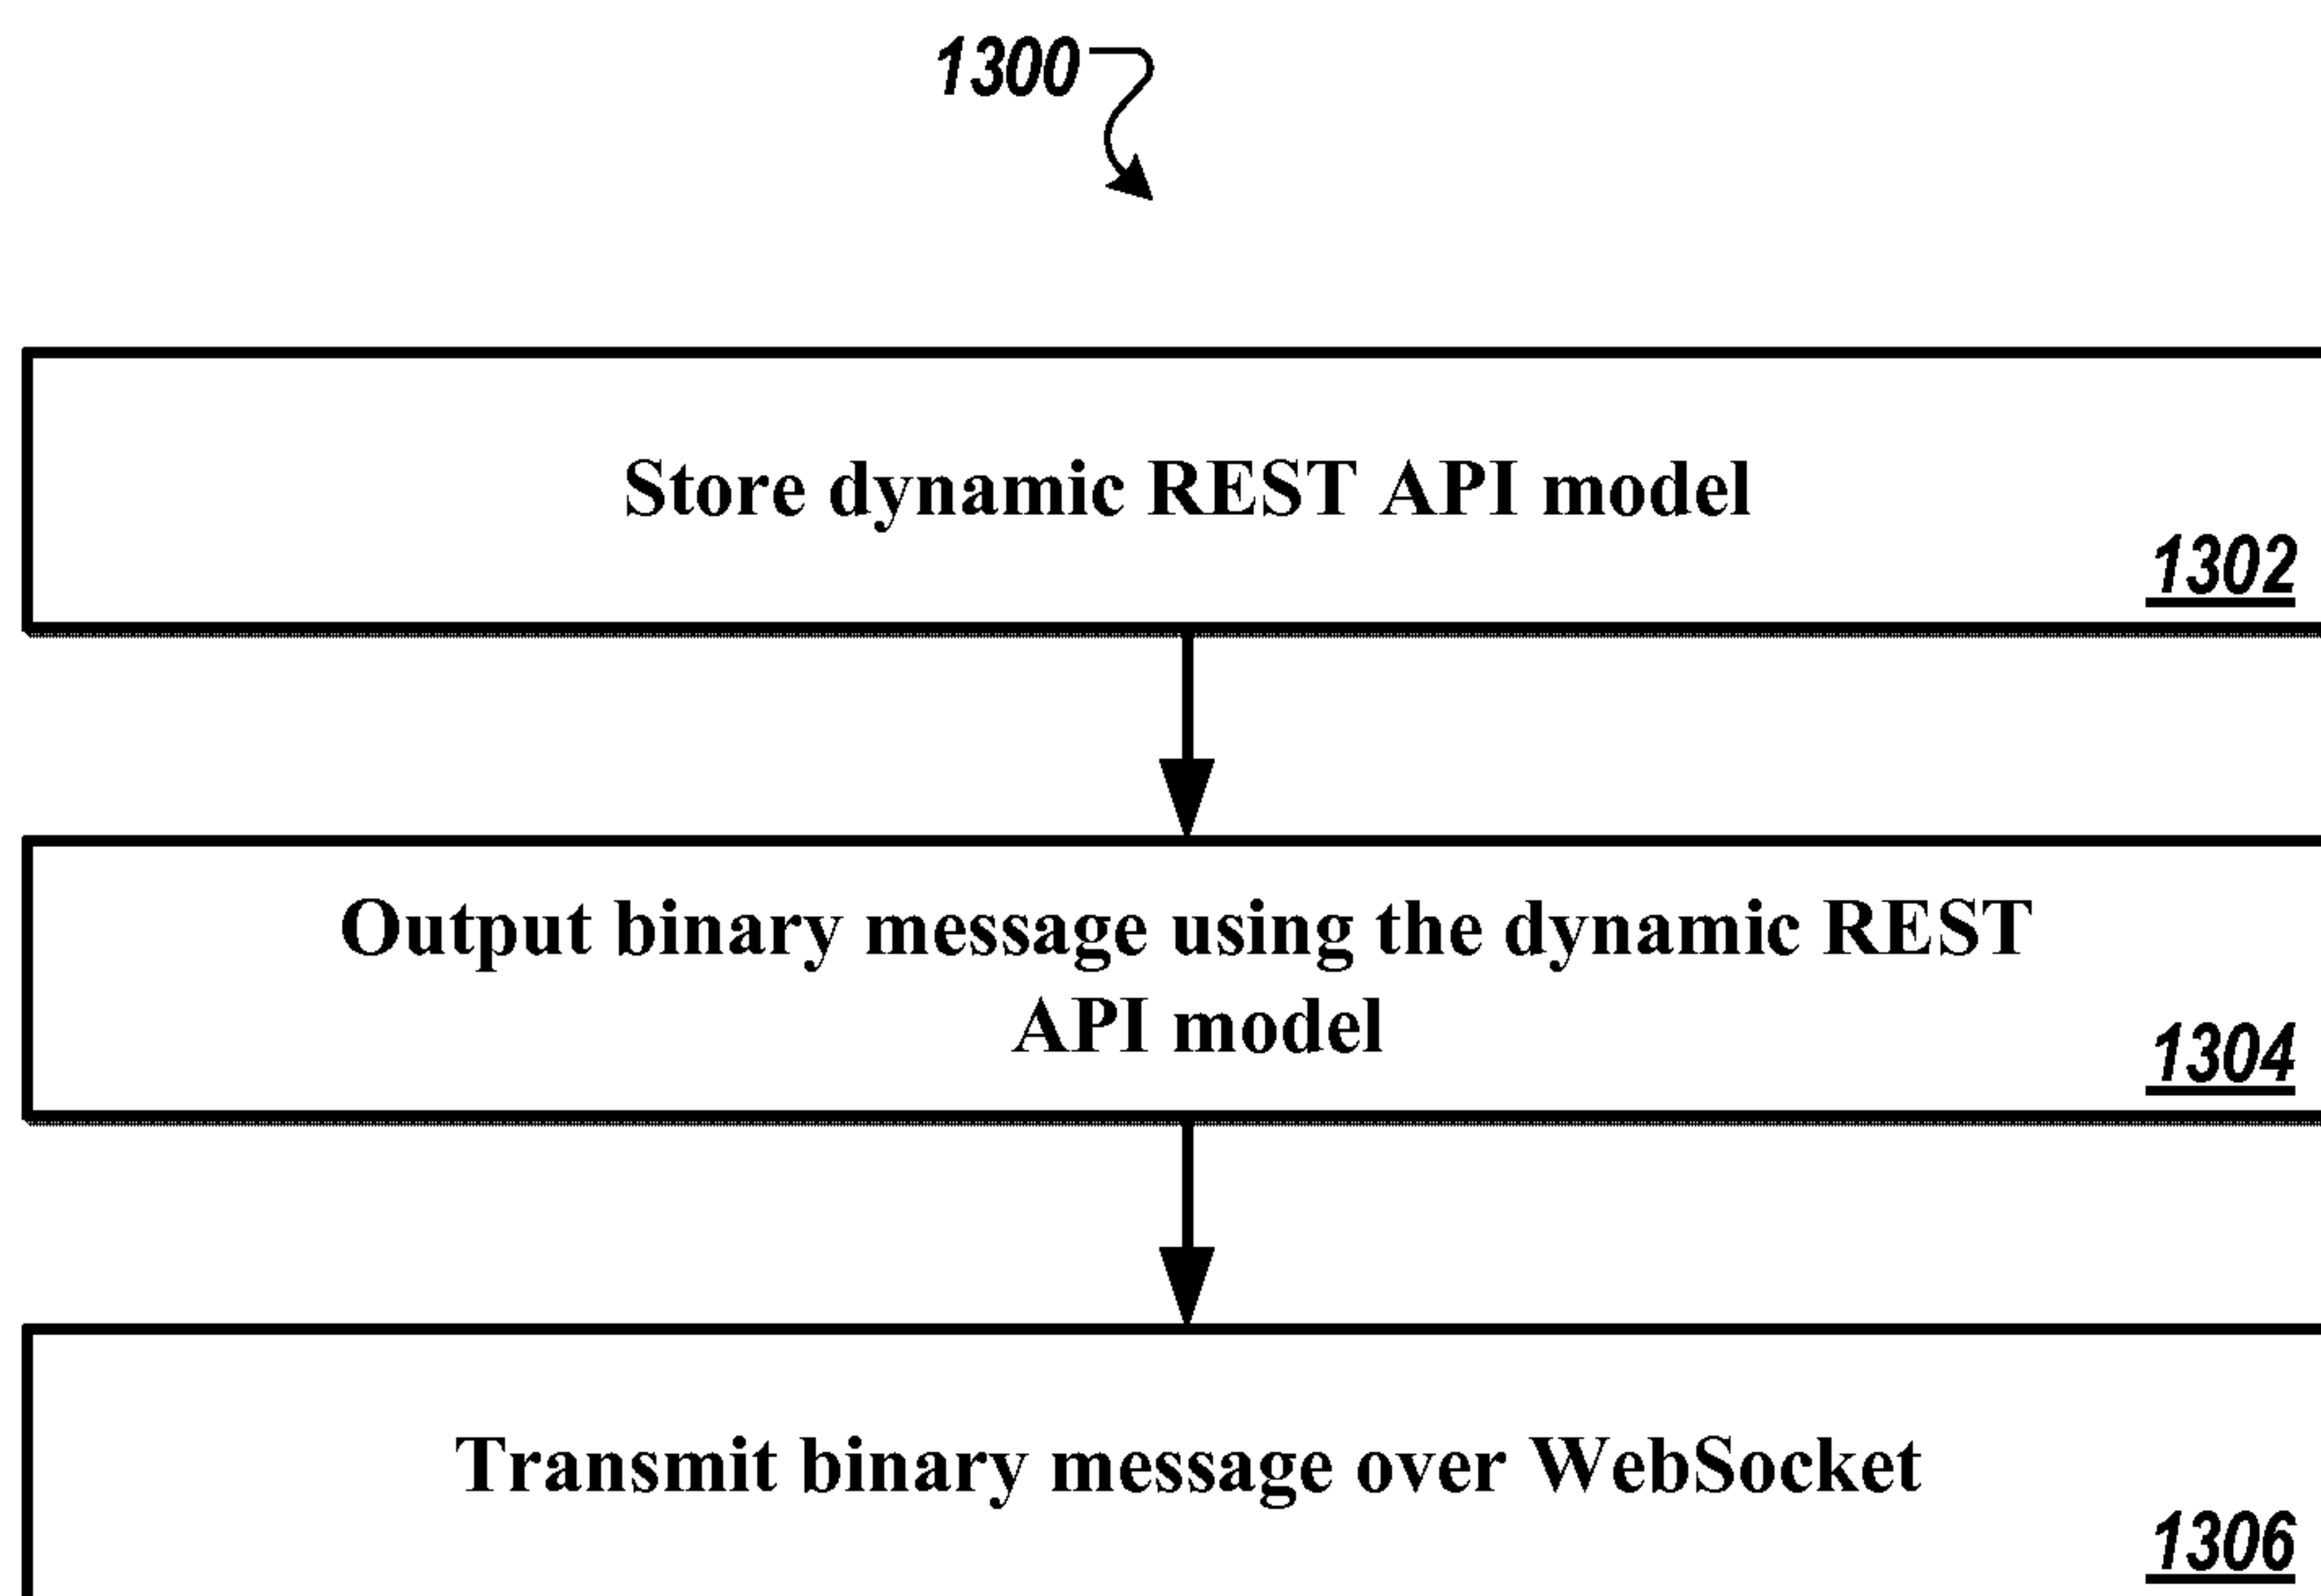 1300
Store dynamic REST API model
1302
Output binary message using the dynamic REST
API model
1304
Transmit binary message over WebSocket
1306